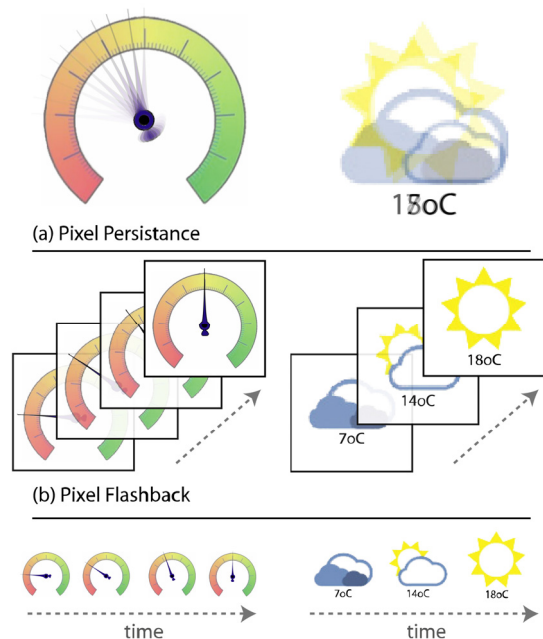 (a) Pixel Persistance
18oC
7oC
14oC
(b) Pixel Flashback
7oC
14oC
18oC
time
time